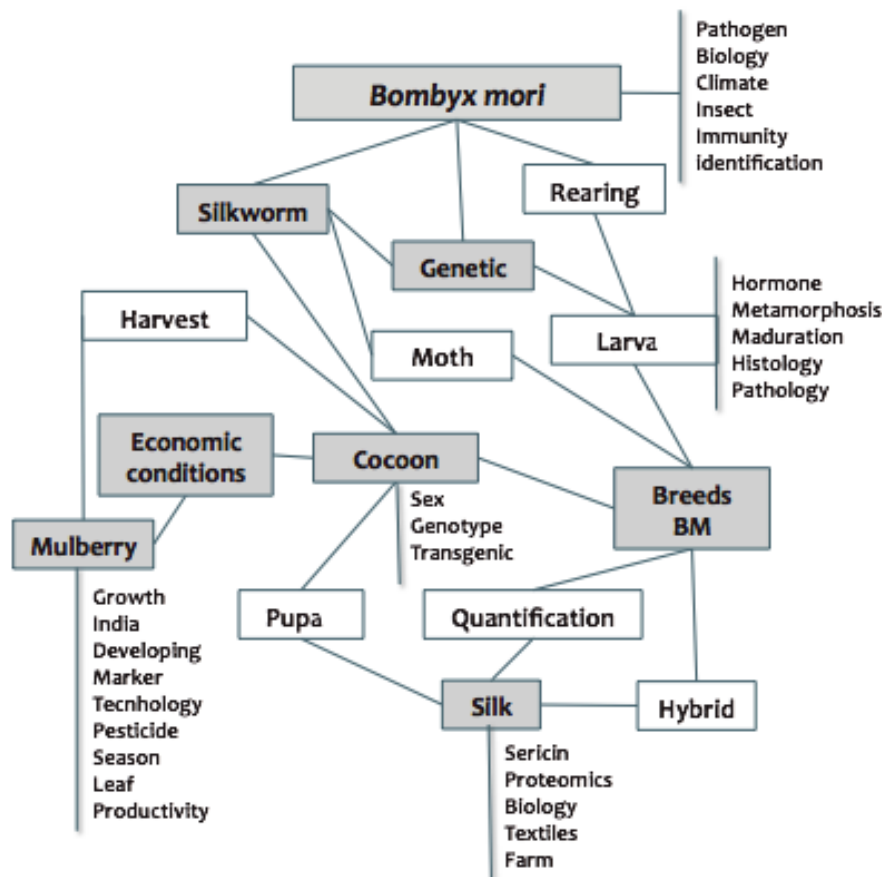 Pathogen
Biology
Climate
Insect
Immunity
identification
Bombyx mori
Rearing
Silkworm
Genetic
Hormone
Metamorphosis
Maduration
Histology
Pathology
Harvest
Moth
Larva
Economic
conditions
Cocoon
Breeds
BM
Sex
Genotype
Transgenic
Mulberry
Growth
India
Developing
Marker
Tecnhology
Pesticide
Season
Leaf
Productivity
Pupa
Quantification
Silk
Hybrid
Sericin
Proteomics
Biology
Textiles
Farm